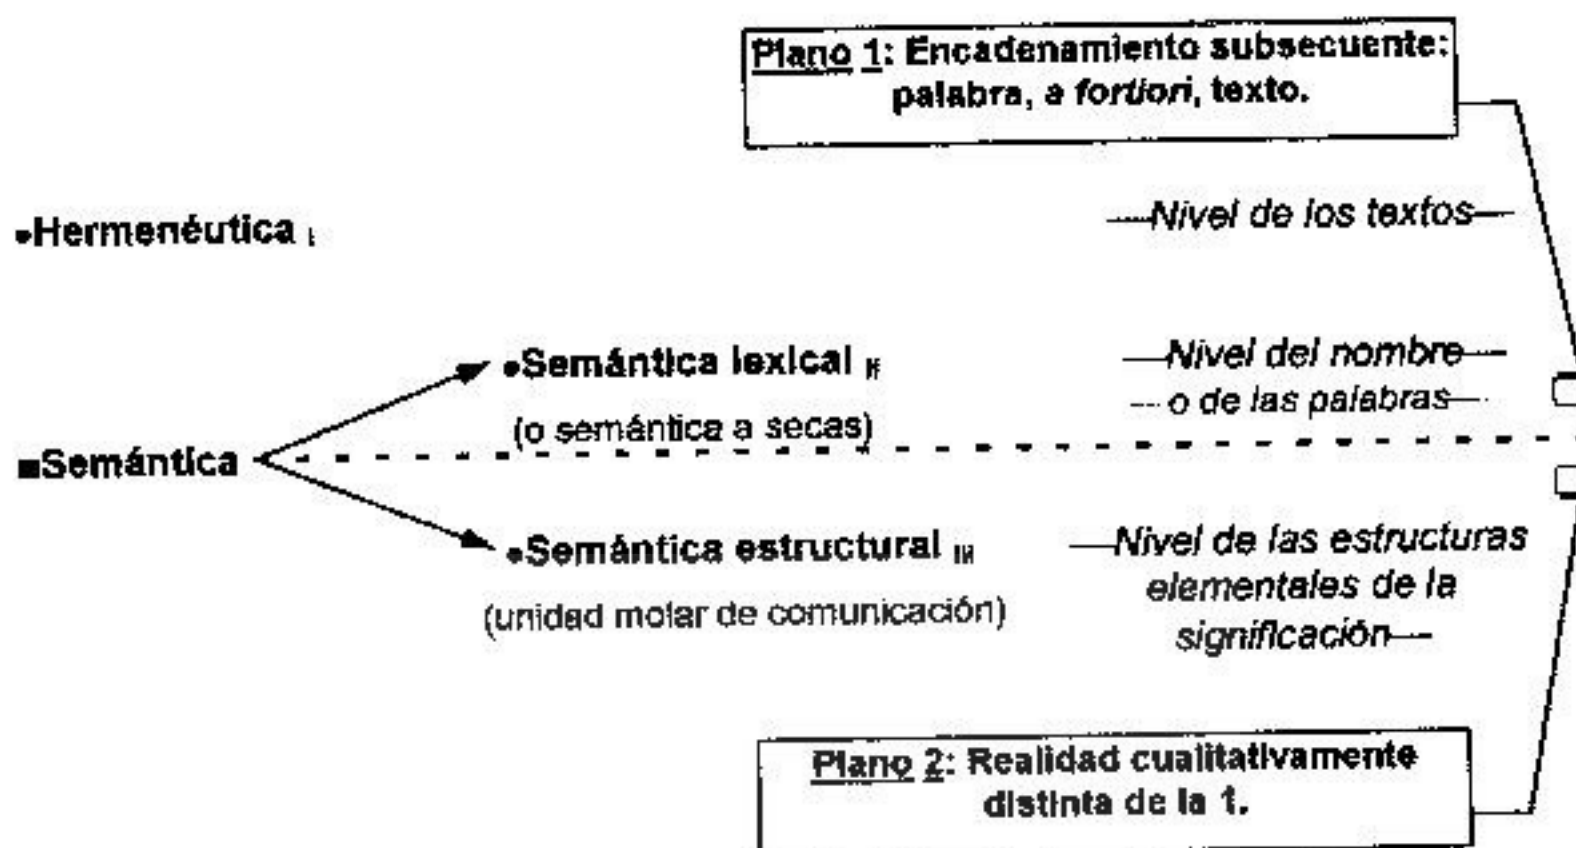 Plano 1: Encadenamiento subsecuente:
palabra, a fortiori, texto.
•Hermenéutica I
—Nivel de los textos—
•Semántica lexical II
(o semántica a secas)
—Nivel del nombre—
--- o de las palabras—
■Semántica
•Semántica estructural III
(unidad molar de comunicación)
—Nivel de las estructuras
elementales de la
significación—
Plano 2: Realidad cualitativamente
distinta de la 1.